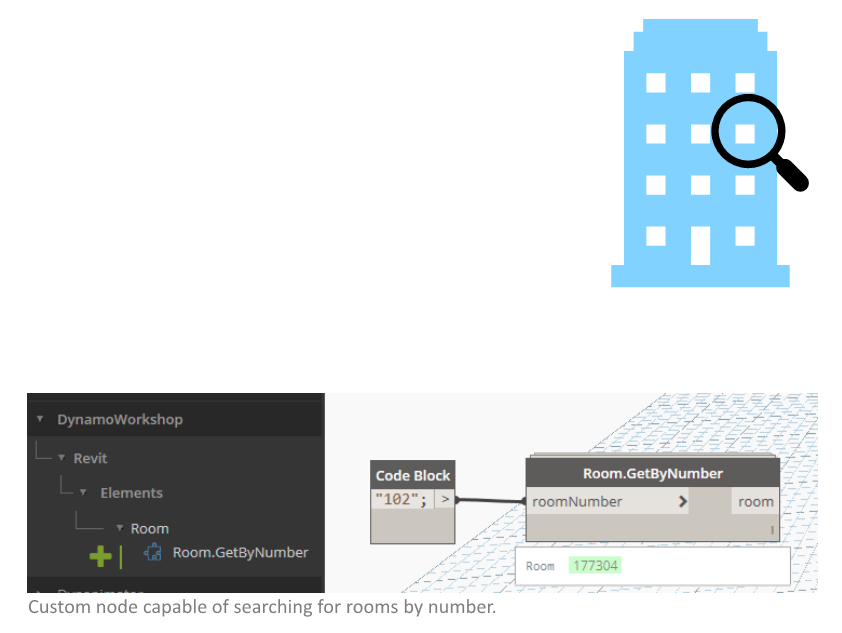 DynamoWorkshop
Revit
Elements
Room
Room.GetByNumber
Code Block
"102"; >
Room.GetByNumber
roomNumber
room
Room 177304
Custom node capable of searching for rooms by number.